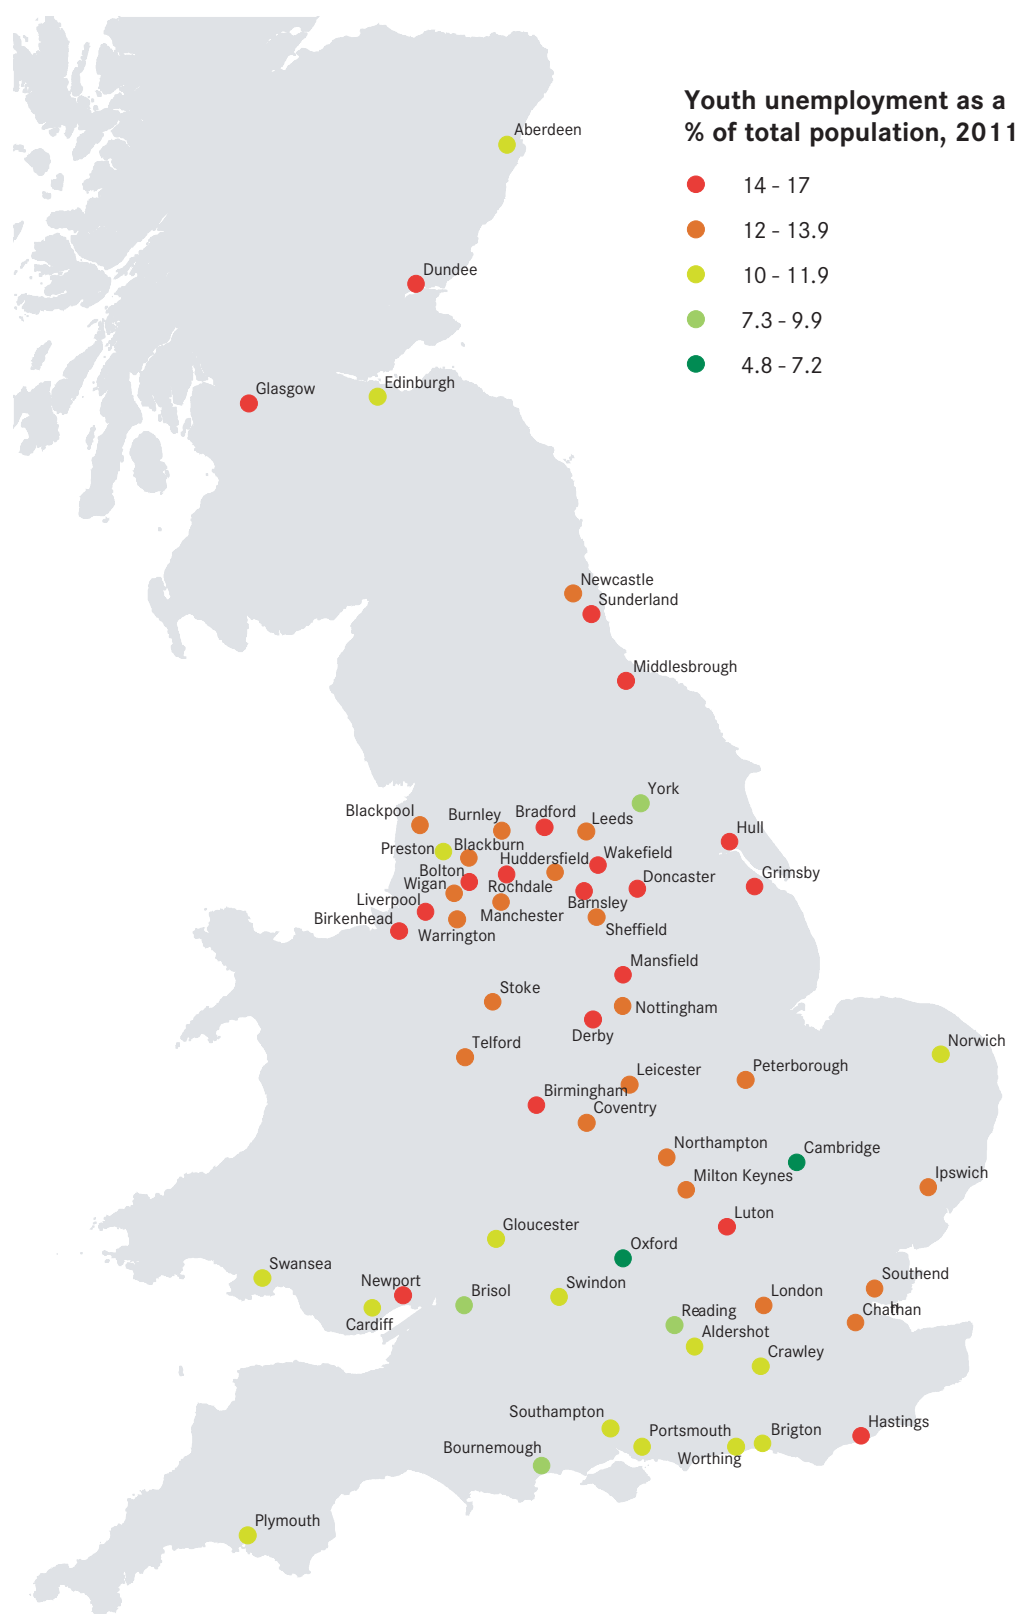 Youth unemployment as a
% of total population, 2011
14 - 17
12 - 13.9
10 - 11.9
7.3 - 9.9
4.8 - 7.2
Aberdeen
Dundee
Edinburgh
Glasgow
Newcastle
Sunderland
Middlesbrough
York
Blackpool
Burnley
Bradford
Leeds
Hull
Preston
Blackburn
Huddersfield
Wakefield
Bolton
Doncaster
Grimsby
Wigan
Rochdale
Liverpool
Barnsley
Birkenhead
Manchester
Warrington
Sheffield
Mansfield
Stoke
Nottingham
Derby
Telford
Norwich
Leicester
Peterborough
Birmingham
Coventry
Northampton
Cambridge
Milton Keynes
Ipswich
Luton
Gloucester
Oxford
Swansea
Newport
Brisol
Swindon
Southend
London
Cardiff
Reading
Chathan
Aldershot
Crawley
Southampton
Portsmouth
Brigton
Hastings
Bournemough
Worthing
Plymouth